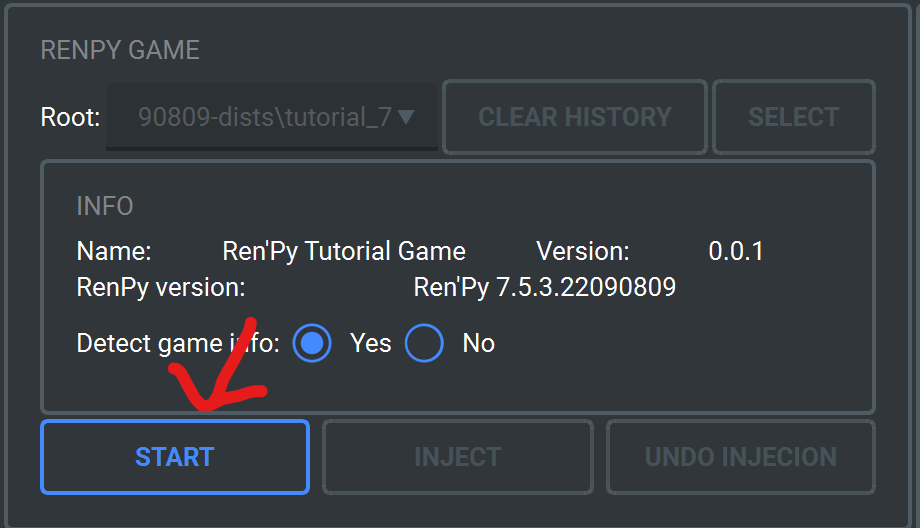 RENPY GAME
Root: 90809-dists\tutorial_7 CLEAR HISTORY SELECT
INFO
Name: Ren'Py Tutorial Game Version: 0.0.1
RenPy version: Ren'Py 7.5.3.22090809
Detect game info: Yes No
START INJECT UNDO INJECION